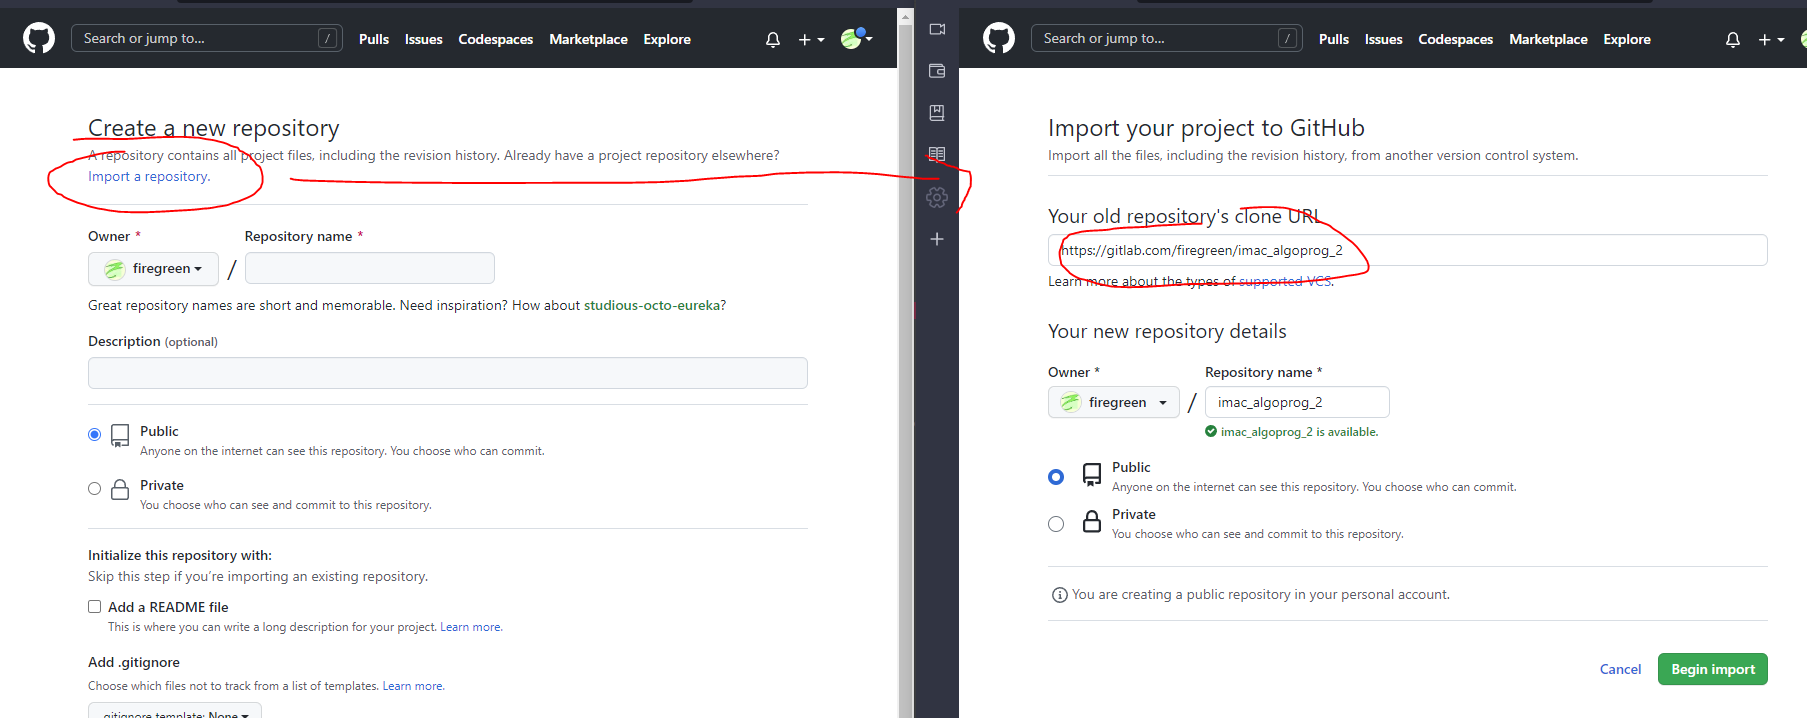 Search or jump to... /
Pulls Issues Codespaces Marketplace Explore
Create a new repository
A repository contains all project files, including the revision history. Already have a project repository elsewhere?
Import a repository.
Owner * Repository name *
firegreen /
Great repository names are short and memorable. Need inspiration? How about studious-octo-eureka?
Description (optional)
Public
Anyone on the internet can see this repository. You choose who can commit.
Private
You choose who can see and commit to this repository.
Initialize this repository with:
Skip this step if you're importing an existing repository.
Add a README file
This is where you can write a long description for your project. Learn more.
Add .gitignore
Choose which files not to track from a list of templates. Learn more.
.gitignore template: None
Search or jump to... /
Pulls Issues Codespaces Marketplace Explore
Import your project to GitHub
Import all the files, including the revision history, from another version control system.
Your old repository's clone URL
https://gitlab.com/firegreen/imac_algoprog_2
Learn more about the types of supported VCS.
Your new repository details
Owner * Repository name *
firegreen / imac_algoprog_2
imac_algoprog_2 is available.
Public
Anyone on the internet can see this repository. You choose who can commit.
Private
You choose who can see and commit to this repository.
You are creating a public repository in your personal account.
Cancel Begin import